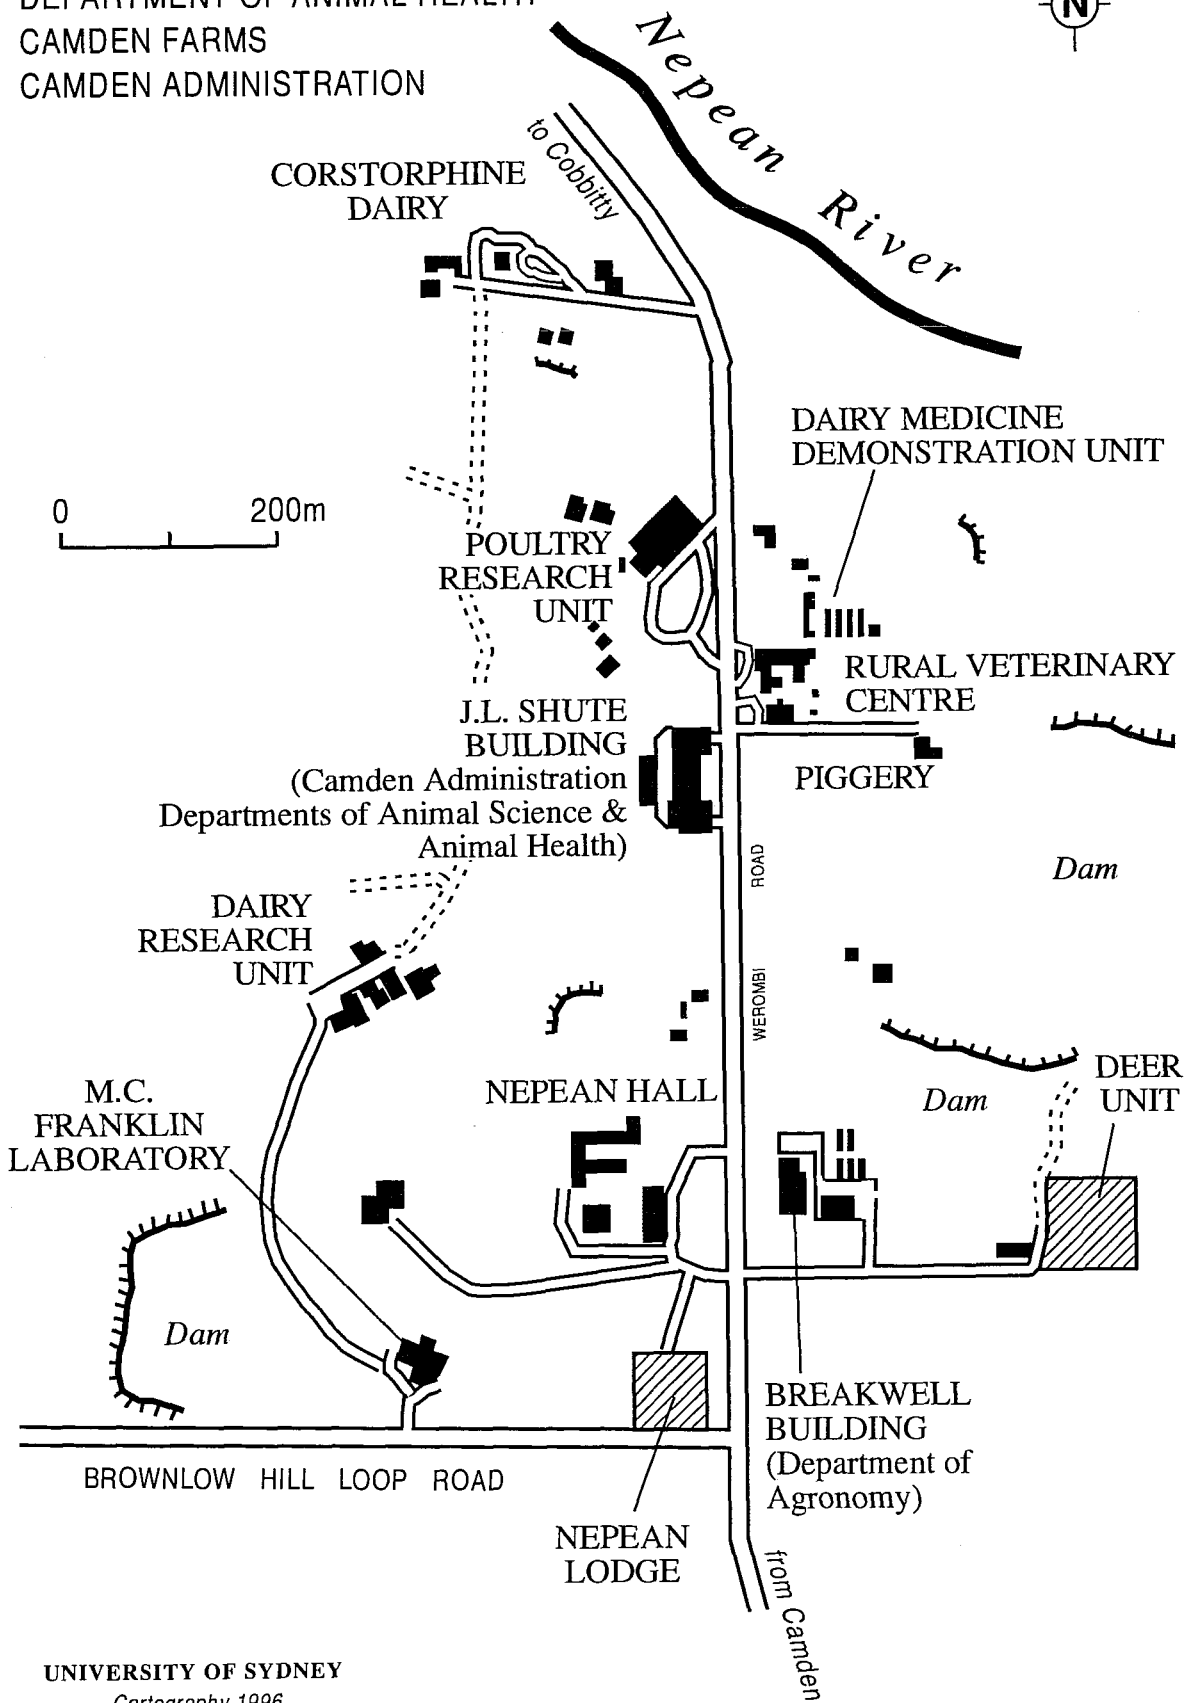 DEPARTMENT OF ANIMAL HEALTH
CAMDEN FARMS
CAMDEN ADMINISTRATION
N
Nepean River
to Cobbitty
CORSTORPHINE
DAIRY
DAIRY MEDICINE
DEMONSTRATION UNIT
0 200m
POULTRY
RESEARCH
UNIT
RURAL VETERINARY
CENTRE
J.L. SHUTE
BUILDING
(Camden Administration
Departments of Animal Science &
Animal Health)
PIGGERY
WEROMBI ROAD
Dam
DAIRY
RESEARCH
UNIT
DEER
UNIT
Dam
NEPEAN HALL
M.C.
FRANKLIN
LABORATORY
Dam
BREAKWELL
BUILDING
(Department of
Agronomy)
BROWNLOW HILL LOOP ROAD
NEPEAN
LODGE
from Camden
UNIVERSITY OF SYDNEY
Cartography 1996